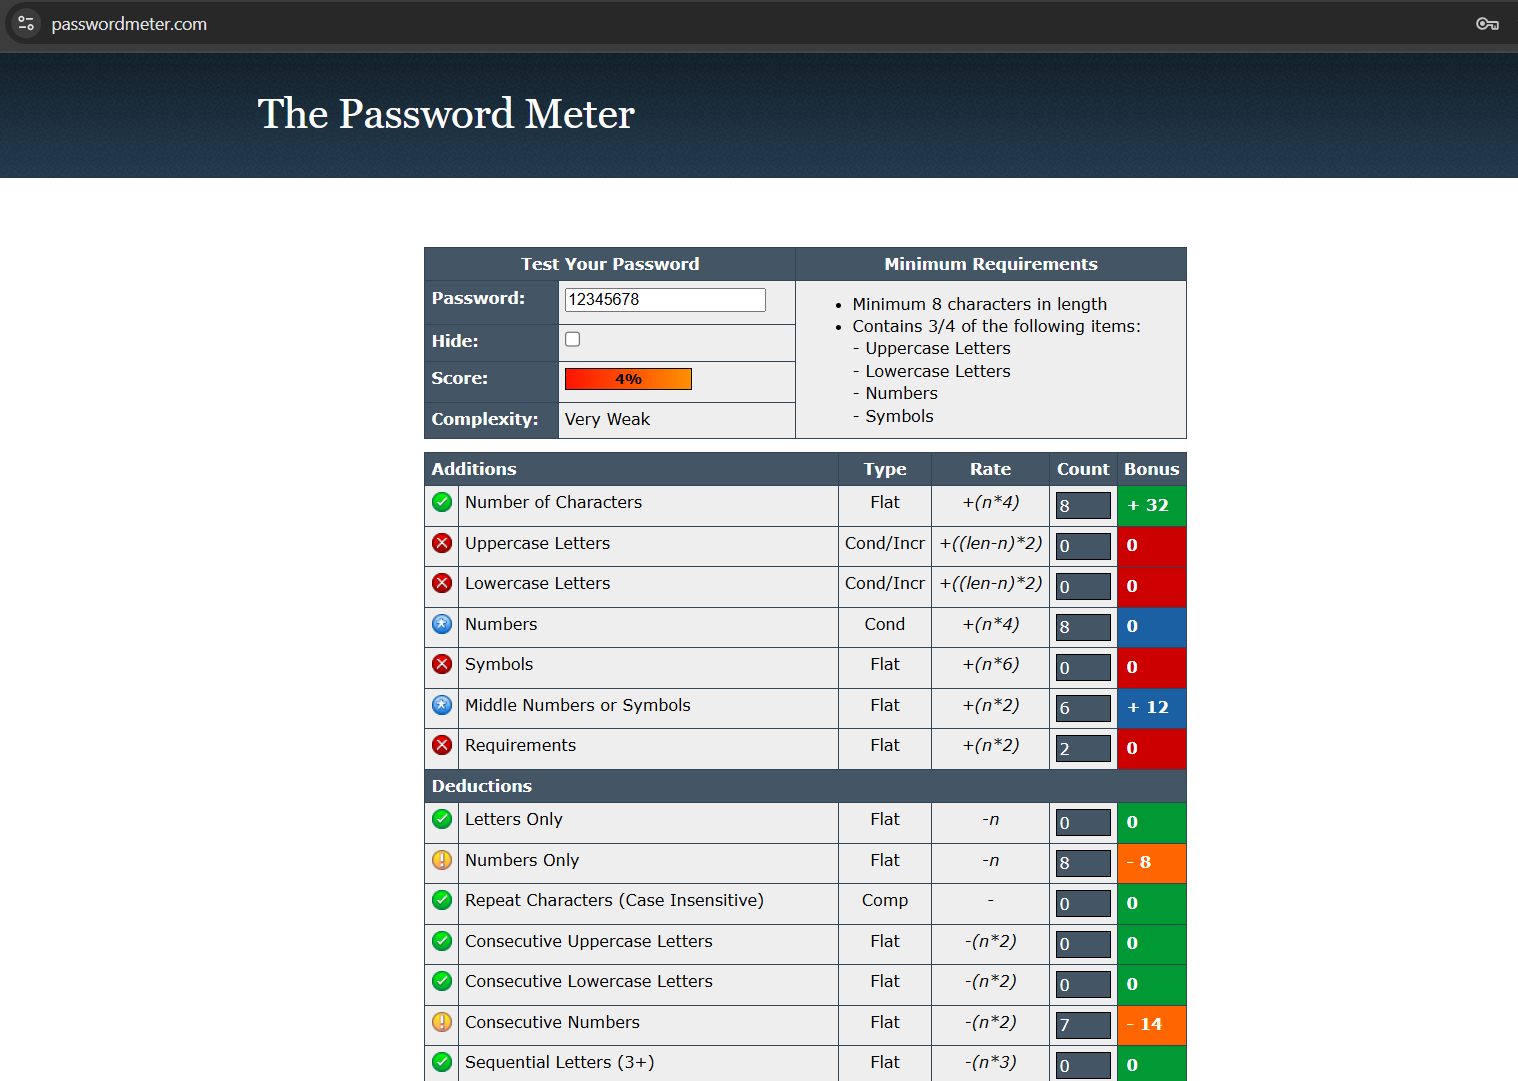 passwordmeter.com
The Password Meter
Test Your Password
Minimum Requirements
Password:
12345678
Hide:
Score:
4%
Complexity:
Very Weak
• Minimum 8 characters in length
• Contains 3/4 of the following items:
- Uppercase Letters
- Lowercase Letters
- Numbers
- Symbols
Additions Type Rate Count Bonus
Number of Characters Flat +(n*4) 8 + 32
Uppercase Letters Cond/Incr +((len-n)*2) 0 0
Lowercase Letters Cond/Incr +((len-n)*2) 0 0
Numbers Cond +(n*4) 8 0
Symbols Flat +(n*6) 0 0
Middle Numbers or Symbols Flat +(n*2) 6 + 12
Requirements Flat +(n*2) 2 0
Deductions
Letters Only Flat -n 0 0
Numbers Only Flat -n 8 - 8
Repeat Characters (Case Insensitive) Comp - 0 0
Consecutive Uppercase Letters Flat -(n*2) 0 0
Consecutive Lowercase Letters Flat -(n*2) 0 0
Consecutive Numbers Flat -(n*2) 7 - 14
Sequential Letters (3+) Flat -(n*3) 0 0